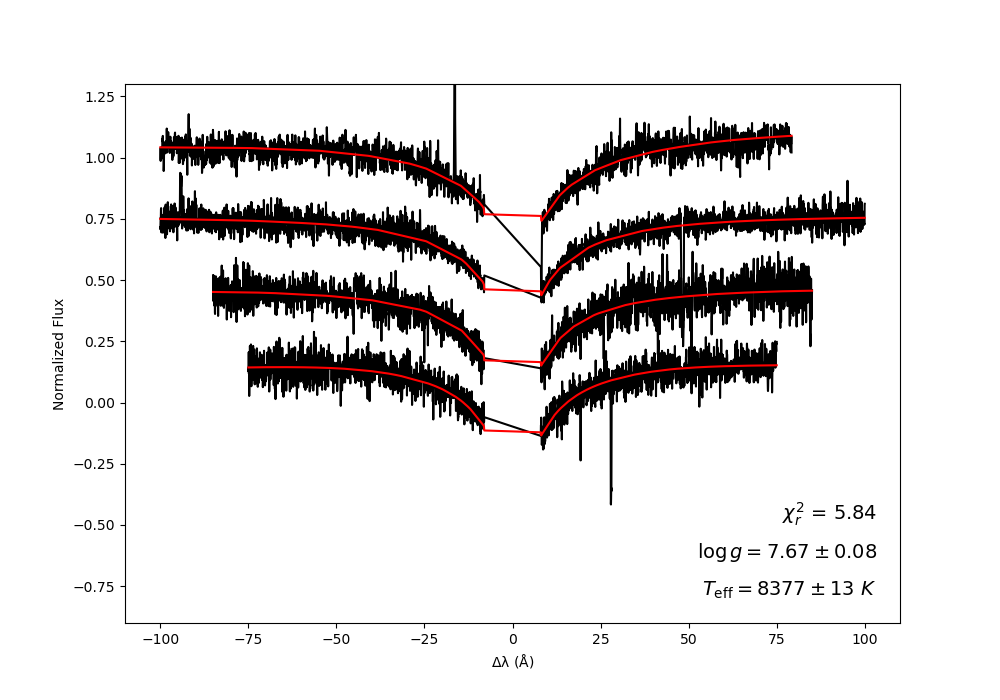 1.25
1.00
0.75
0.50
0.25
0.00
−0.25
−0.50
−0.75
Normalized Flux
χ²ᵣ = 5.84
log g = 7.67 ± 0.08
T_eff = 8377 ± 13 K
−100 −75 −50 −25 0 25 50 75 100
Δλ (Å)